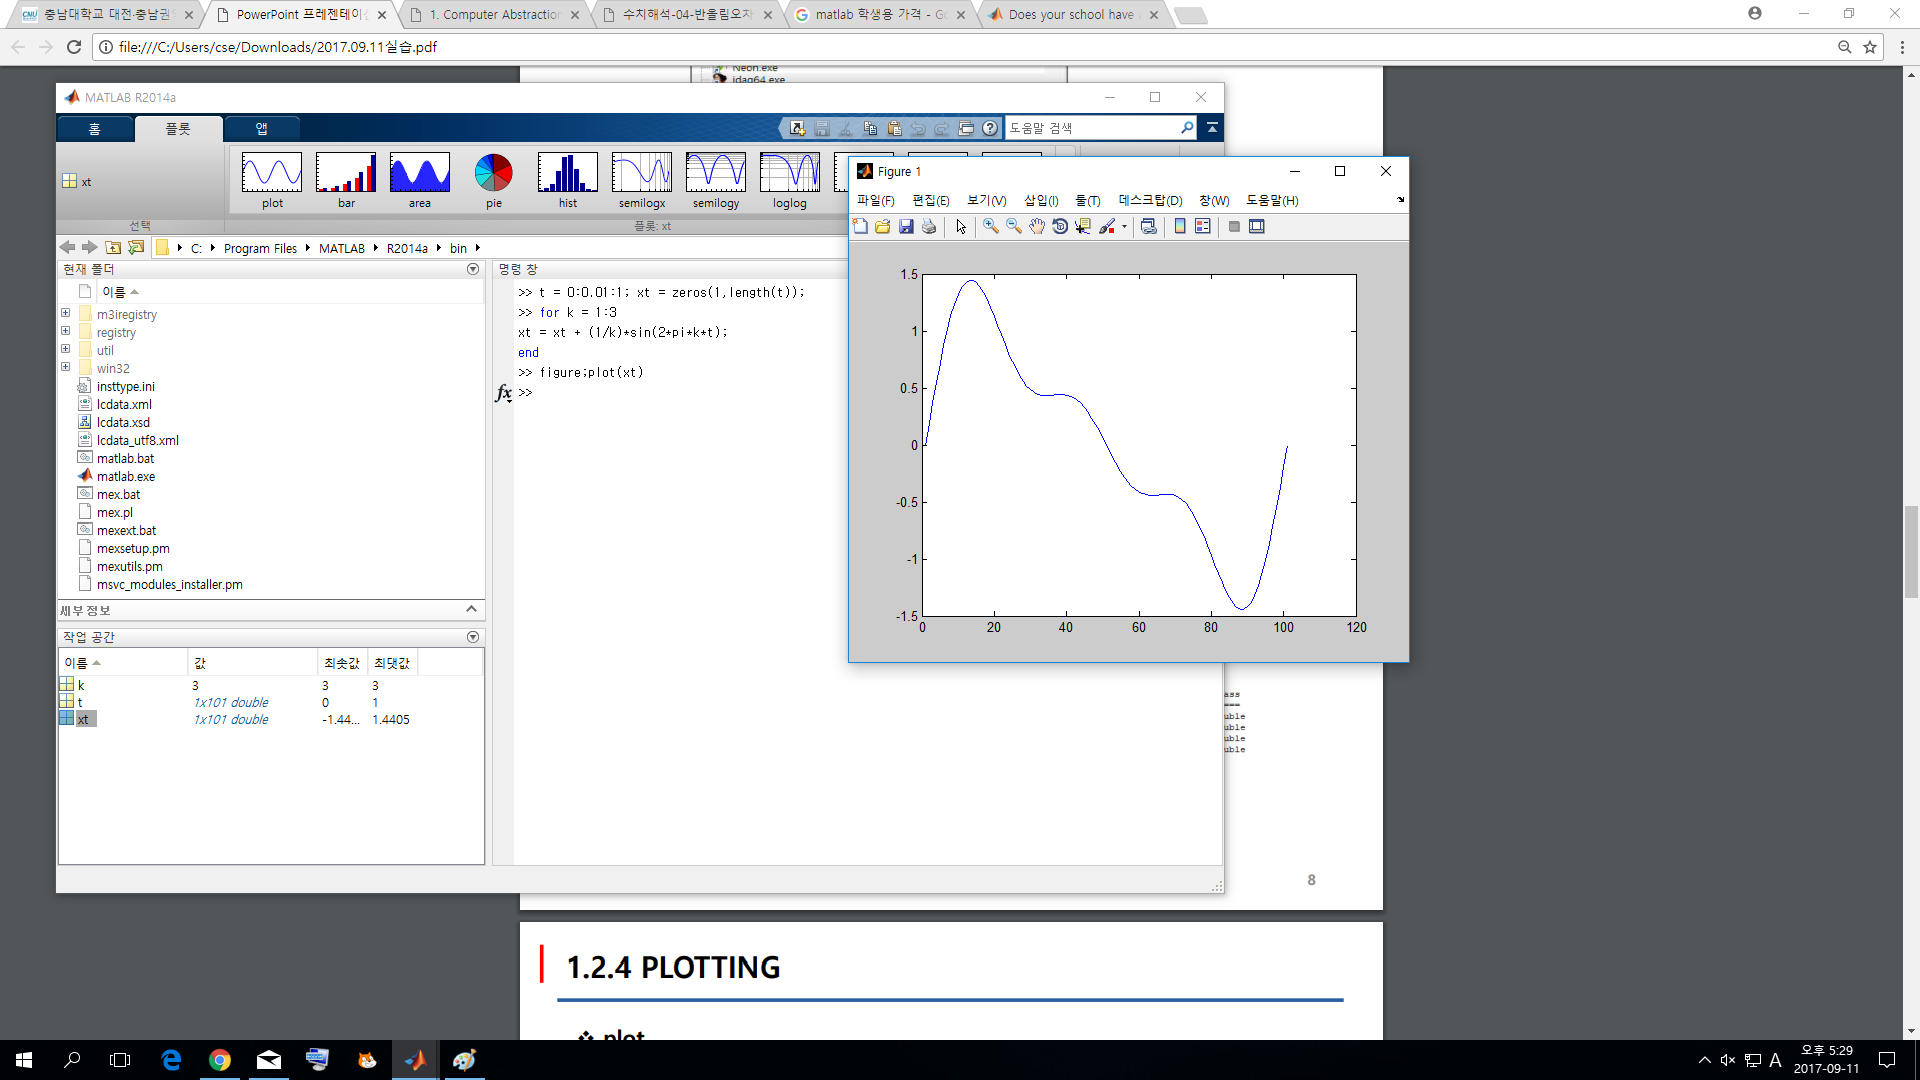 충남대학교 대전·충남권
PowerPoint 프레젠테이션
1. Computer Abstraction
수치해석-04-반올림오차
matlab 학생용 가격 - Go
Does your school have
file:///C:/Users/cse/Downloads/2017.09.11실습.pdf
Neon.exe
idaq64.exe
MATLAB R2014a
홈
플롯
앱
도움말 검색
xt
plot
bar
area
pie
hist
semilogx
semilogy
loglog
선택
플롯: xt
C:
Program Files
MATLAB
R2014a
bin
현재 폴더
이름
m3iregistry
registry
util
win32
insttype.ini
lcdata.xml
lcdata.xsd
lcdata_utf8.xml
matlab.bat
matlab.exe
mex.bat
mex.pl
mexext.bat
mexsetup.pm
mexutils.pm
msvc_modules_installer.pm
세부 정보
작업 공간
이름 값 최솟값 최댓값
k 3 3 3
t 1x101 double 0 1
xt 1x101 double -1.44... 1.4405
명령 창
>> t = 0:0.01:1; xt = zeros(1,length(t));
>> for k = 1:3
xt = xt + (1/k)*sin(2*pi*k*t);
end
>> figure;plot(xt)
fx >>
Figure 1
파일(F) 편집(E) 보기(V) 삽입(I) 툴(T) 데스크탑(D) 창(W) 도움말(H)
1.5
1
0.5
0
-0.5
-1
-1.5
0 20 40 60 80 100 120
ass
===
uble
uble
uble
uble
8
1.2.4 PLOTTING
❖ plot
A
오후 5:29
2017-09-11